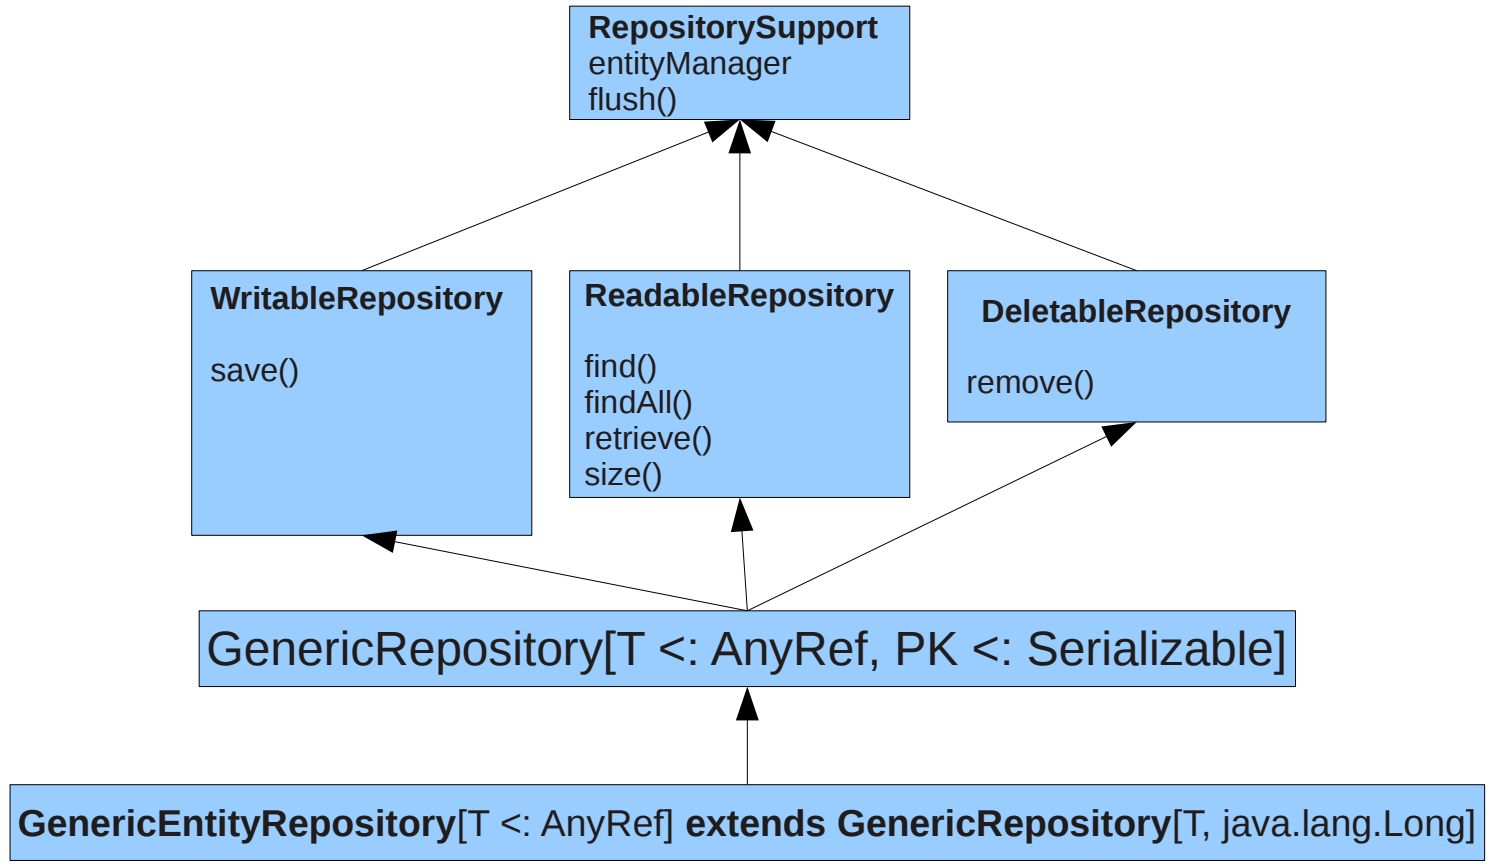 RepositorySupport
entityManager
flush()
WritableRepository
save()
ReadableRepository
find()
findAll()
retrieve()
size()
DeletableRepository
remove()
GenericRepository[T <: AnyRef, PK <: Serializable]
GenericEntityRepository[T <: AnyRef] extends GenericRepository[T, java.lang.Long]